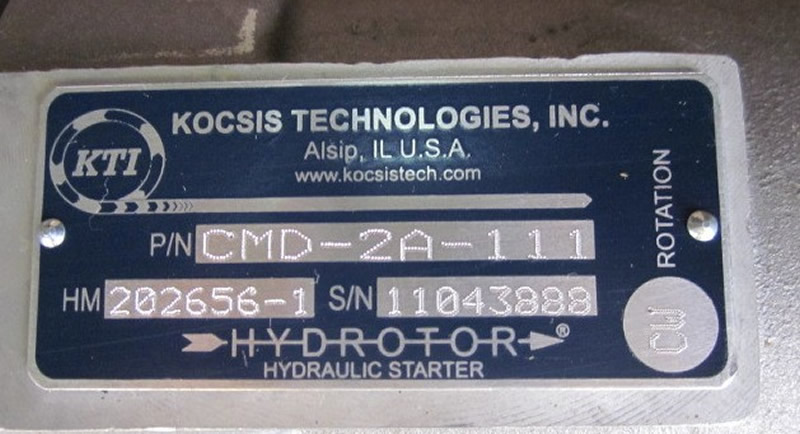 KTI
KOCSIS TECHNOLOGIES, INC.
Alsip, IL U.S.A.
www.kocsistech.com
P/N CMD-2A-111
HM 202656-1 S/N 11043888
HYDROTOR®
HYDRAULIC STARTER
ROTATION
CW